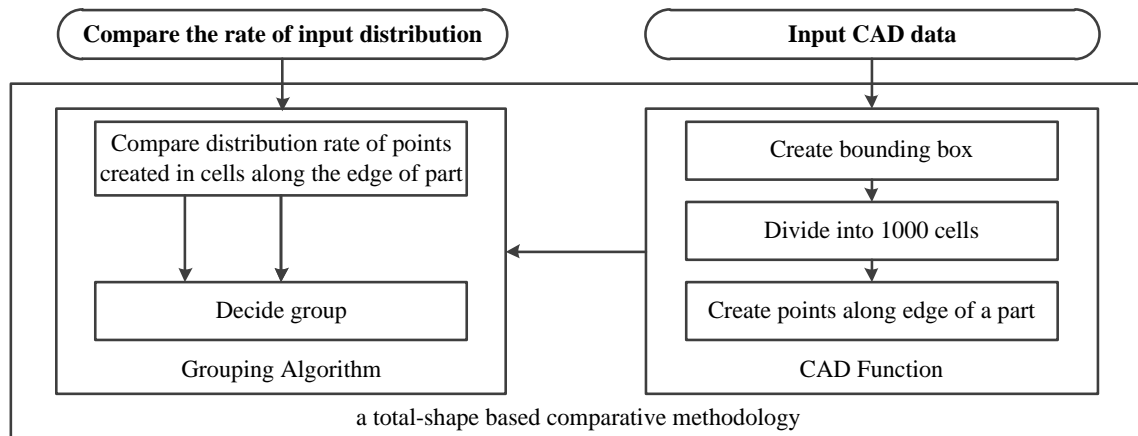 Compare the rate of input distribution
Input CAD data
Compare distribution rate of points
created in cells along the edge of part
Decide group
Grouping Algorithm
Create bounding box
Divide into 1000 cells
Create points along edge of a part
CAD Function
a total-shape based comparative methodology